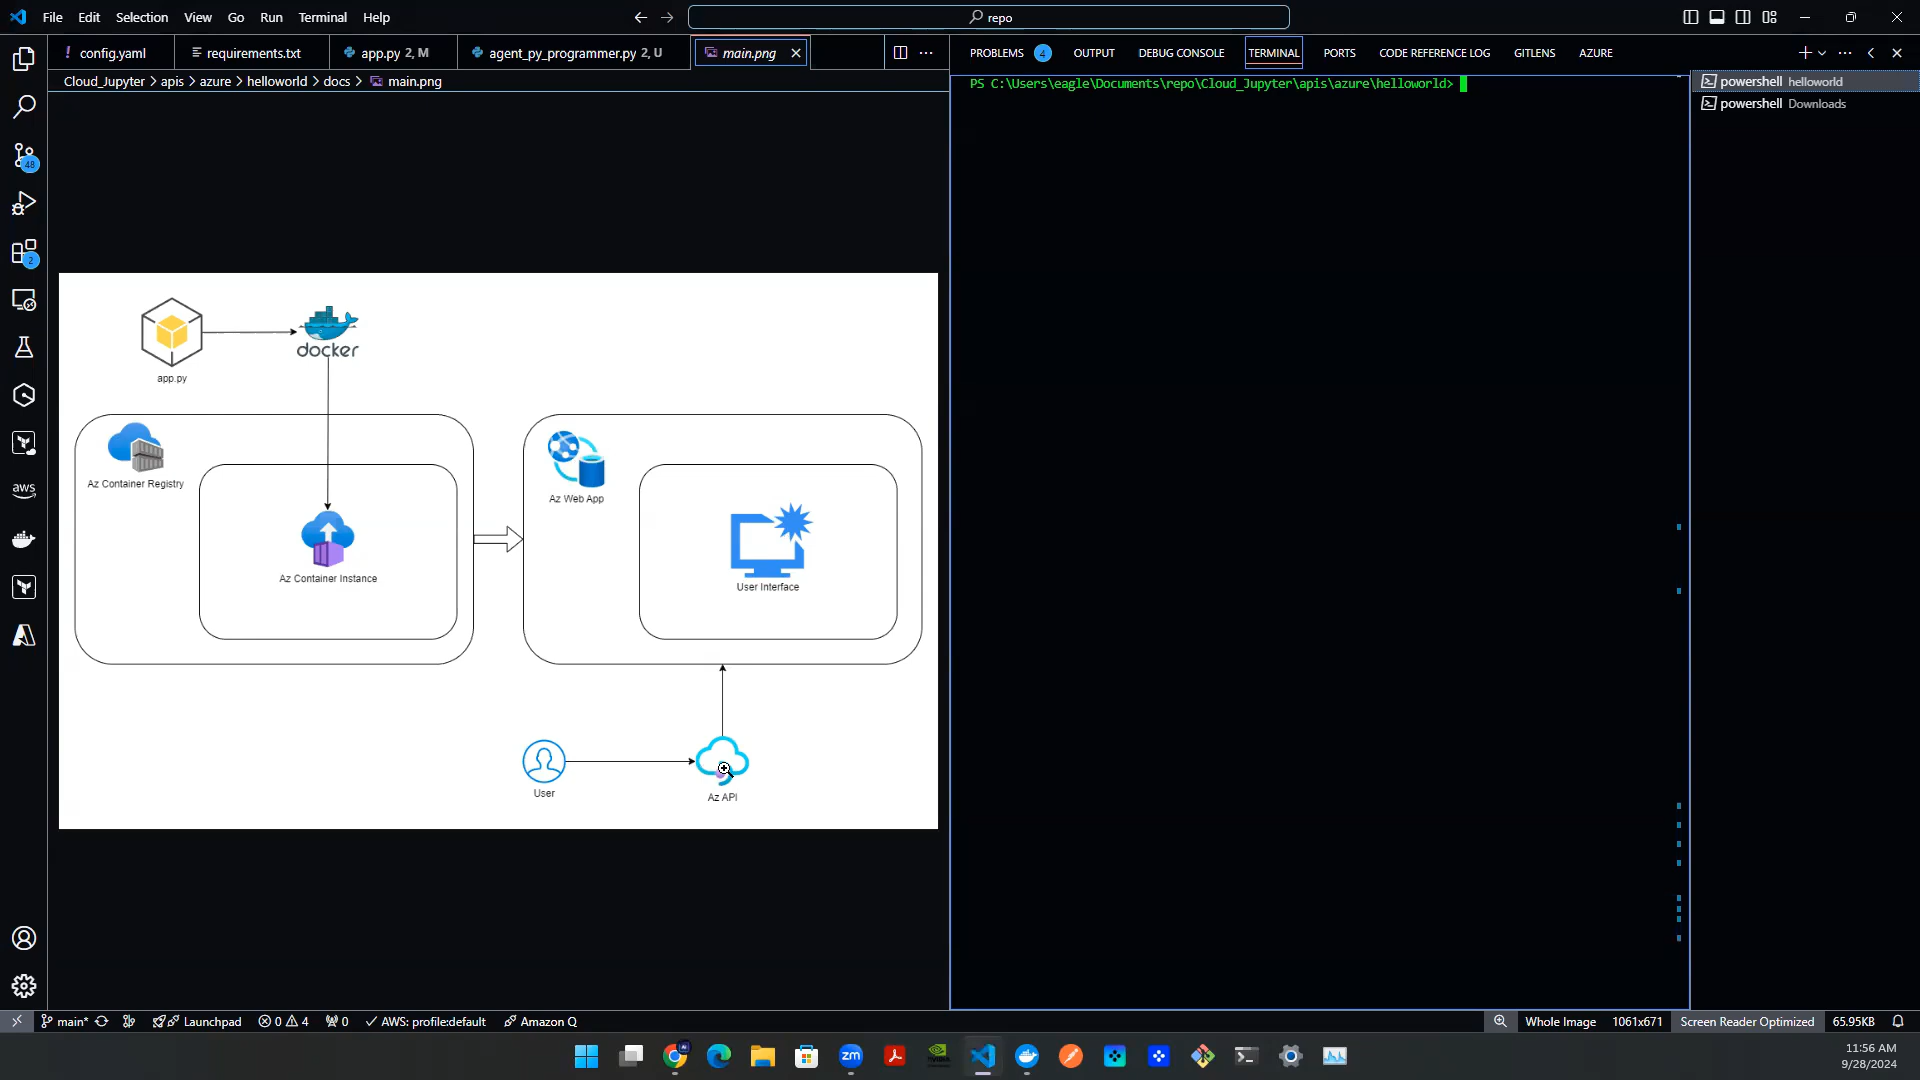 File Edit Selection View Go Run Terminal Help
repo
config.yaml
requirements.txt
app.py 2, M
agent_py_programmer.py 2, U
main.png
PROBLEMS 4 OUTPUT DEBUG CONSOLE TERMINAL PORTS CODE REFERENCE LOG GITLENS AZURE
Cloud_Jupyter > apis > azure > helloworld > docs > main.png
PS C:\Users\eagle\Documents\repo\Cloud_Jupyter\apis\azure\helloworld>
powershell helloworld
powershell Downloads
48
2
aws
docker
app.py
Az Container Registry
Az Container Instance
Az Web App
User Interface
User
Az API
main* Launchpad 0 4 0 AWS: profile:default Amazon Q
Whole Image 1061x671 Screen Reader Optimized 65.95KB
zm
11:56 AM
9/28/2024